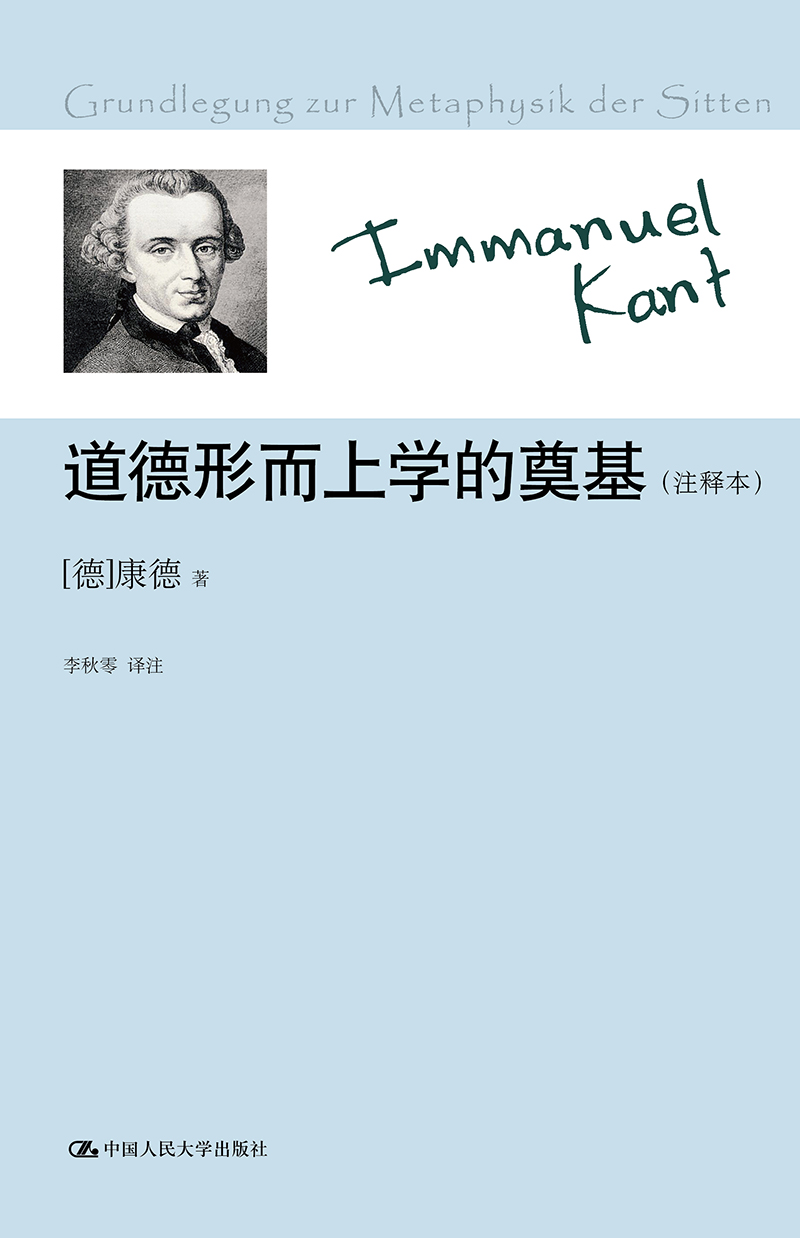 Grundlegung zur Metaphysik der Sitten
Immanuel
Kant
道德形而上学的奠基（注释本）
[德]康德 著
李秋零 译注
中国人民大学出版社